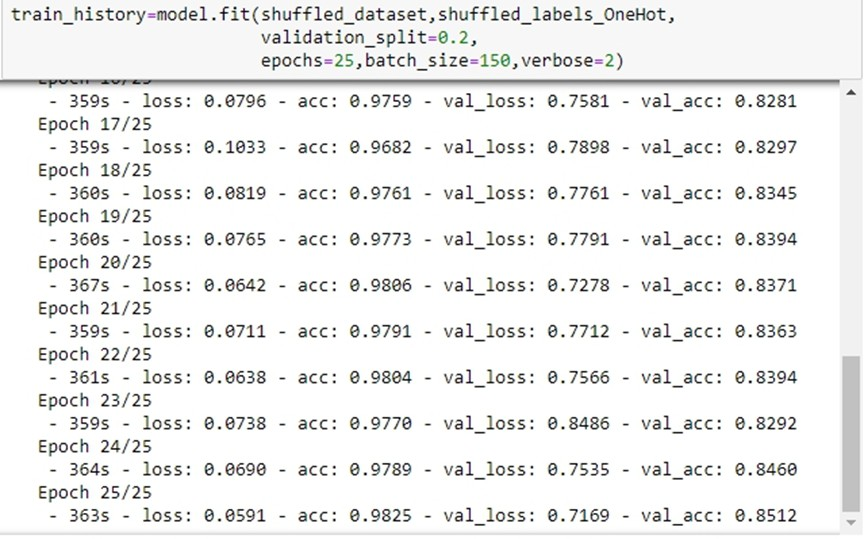 train_history=model.fit(shuffled_dataset,shuffled_labels_OneHot,
validation_split=0.2,
epochs=25,batch_size=150,verbose=2)
Epoch 16/25
- 359s - loss: 0.0796 - acc: 0.9759 - val_loss: 0.7581 - val_acc: 0.8281
Epoch 17/25
- 359s - loss: 0.1033 - acc: 0.9682 - val_loss: 0.7898 - val_acc: 0.8297
Epoch 18/25
- 360s - loss: 0.0819 - acc: 0.9761 - val_loss: 0.7761 - val_acc: 0.8345
Epoch 19/25
- 360s - loss: 0.0765 - acc: 0.9773 - val_loss: 0.7791 - val_acc: 0.8394
Epoch 20/25
- 367s - loss: 0.0642 - acc: 0.9806 - val_loss: 0.7278 - val_acc: 0.8371
Epoch 21/25
- 359s - loss: 0.0711 - acc: 0.9791 - val_loss: 0.7712 - val_acc: 0.8363
Epoch 22/25
- 361s - loss: 0.0638 - acc: 0.9804 - val_loss: 0.7566 - val_acc: 0.8394
Epoch 23/25
- 359s - loss: 0.0738 - acc: 0.9770 - val_loss: 0.8486 - val_acc: 0.8292
Epoch 24/25
- 364s - loss: 0.0690 - acc: 0.9789 - val_loss: 0.7535 - val_acc: 0.8460
Epoch 25/25
- 363s - loss: 0.0591 - acc: 0.9825 - val_loss: 0.7169 - val_acc: 0.8512